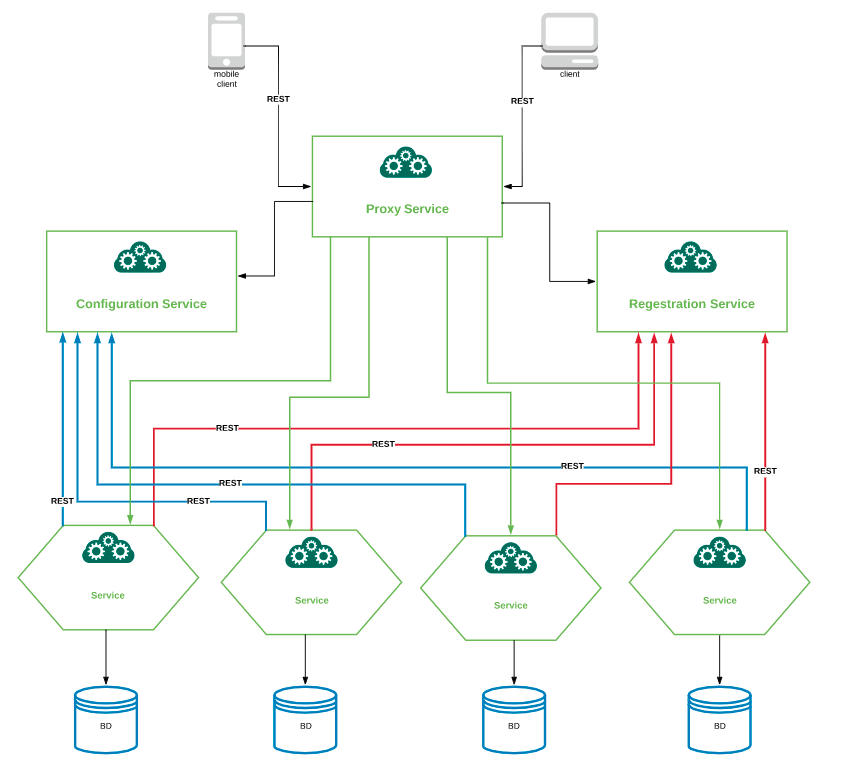 mobile
client
client
REST
REST
Proxy Service
Configuration Service
Regestration Service
REST
REST
REST
REST
REST
REST
REST
Service
Service
Service
Service
BD
BD
BD
BD